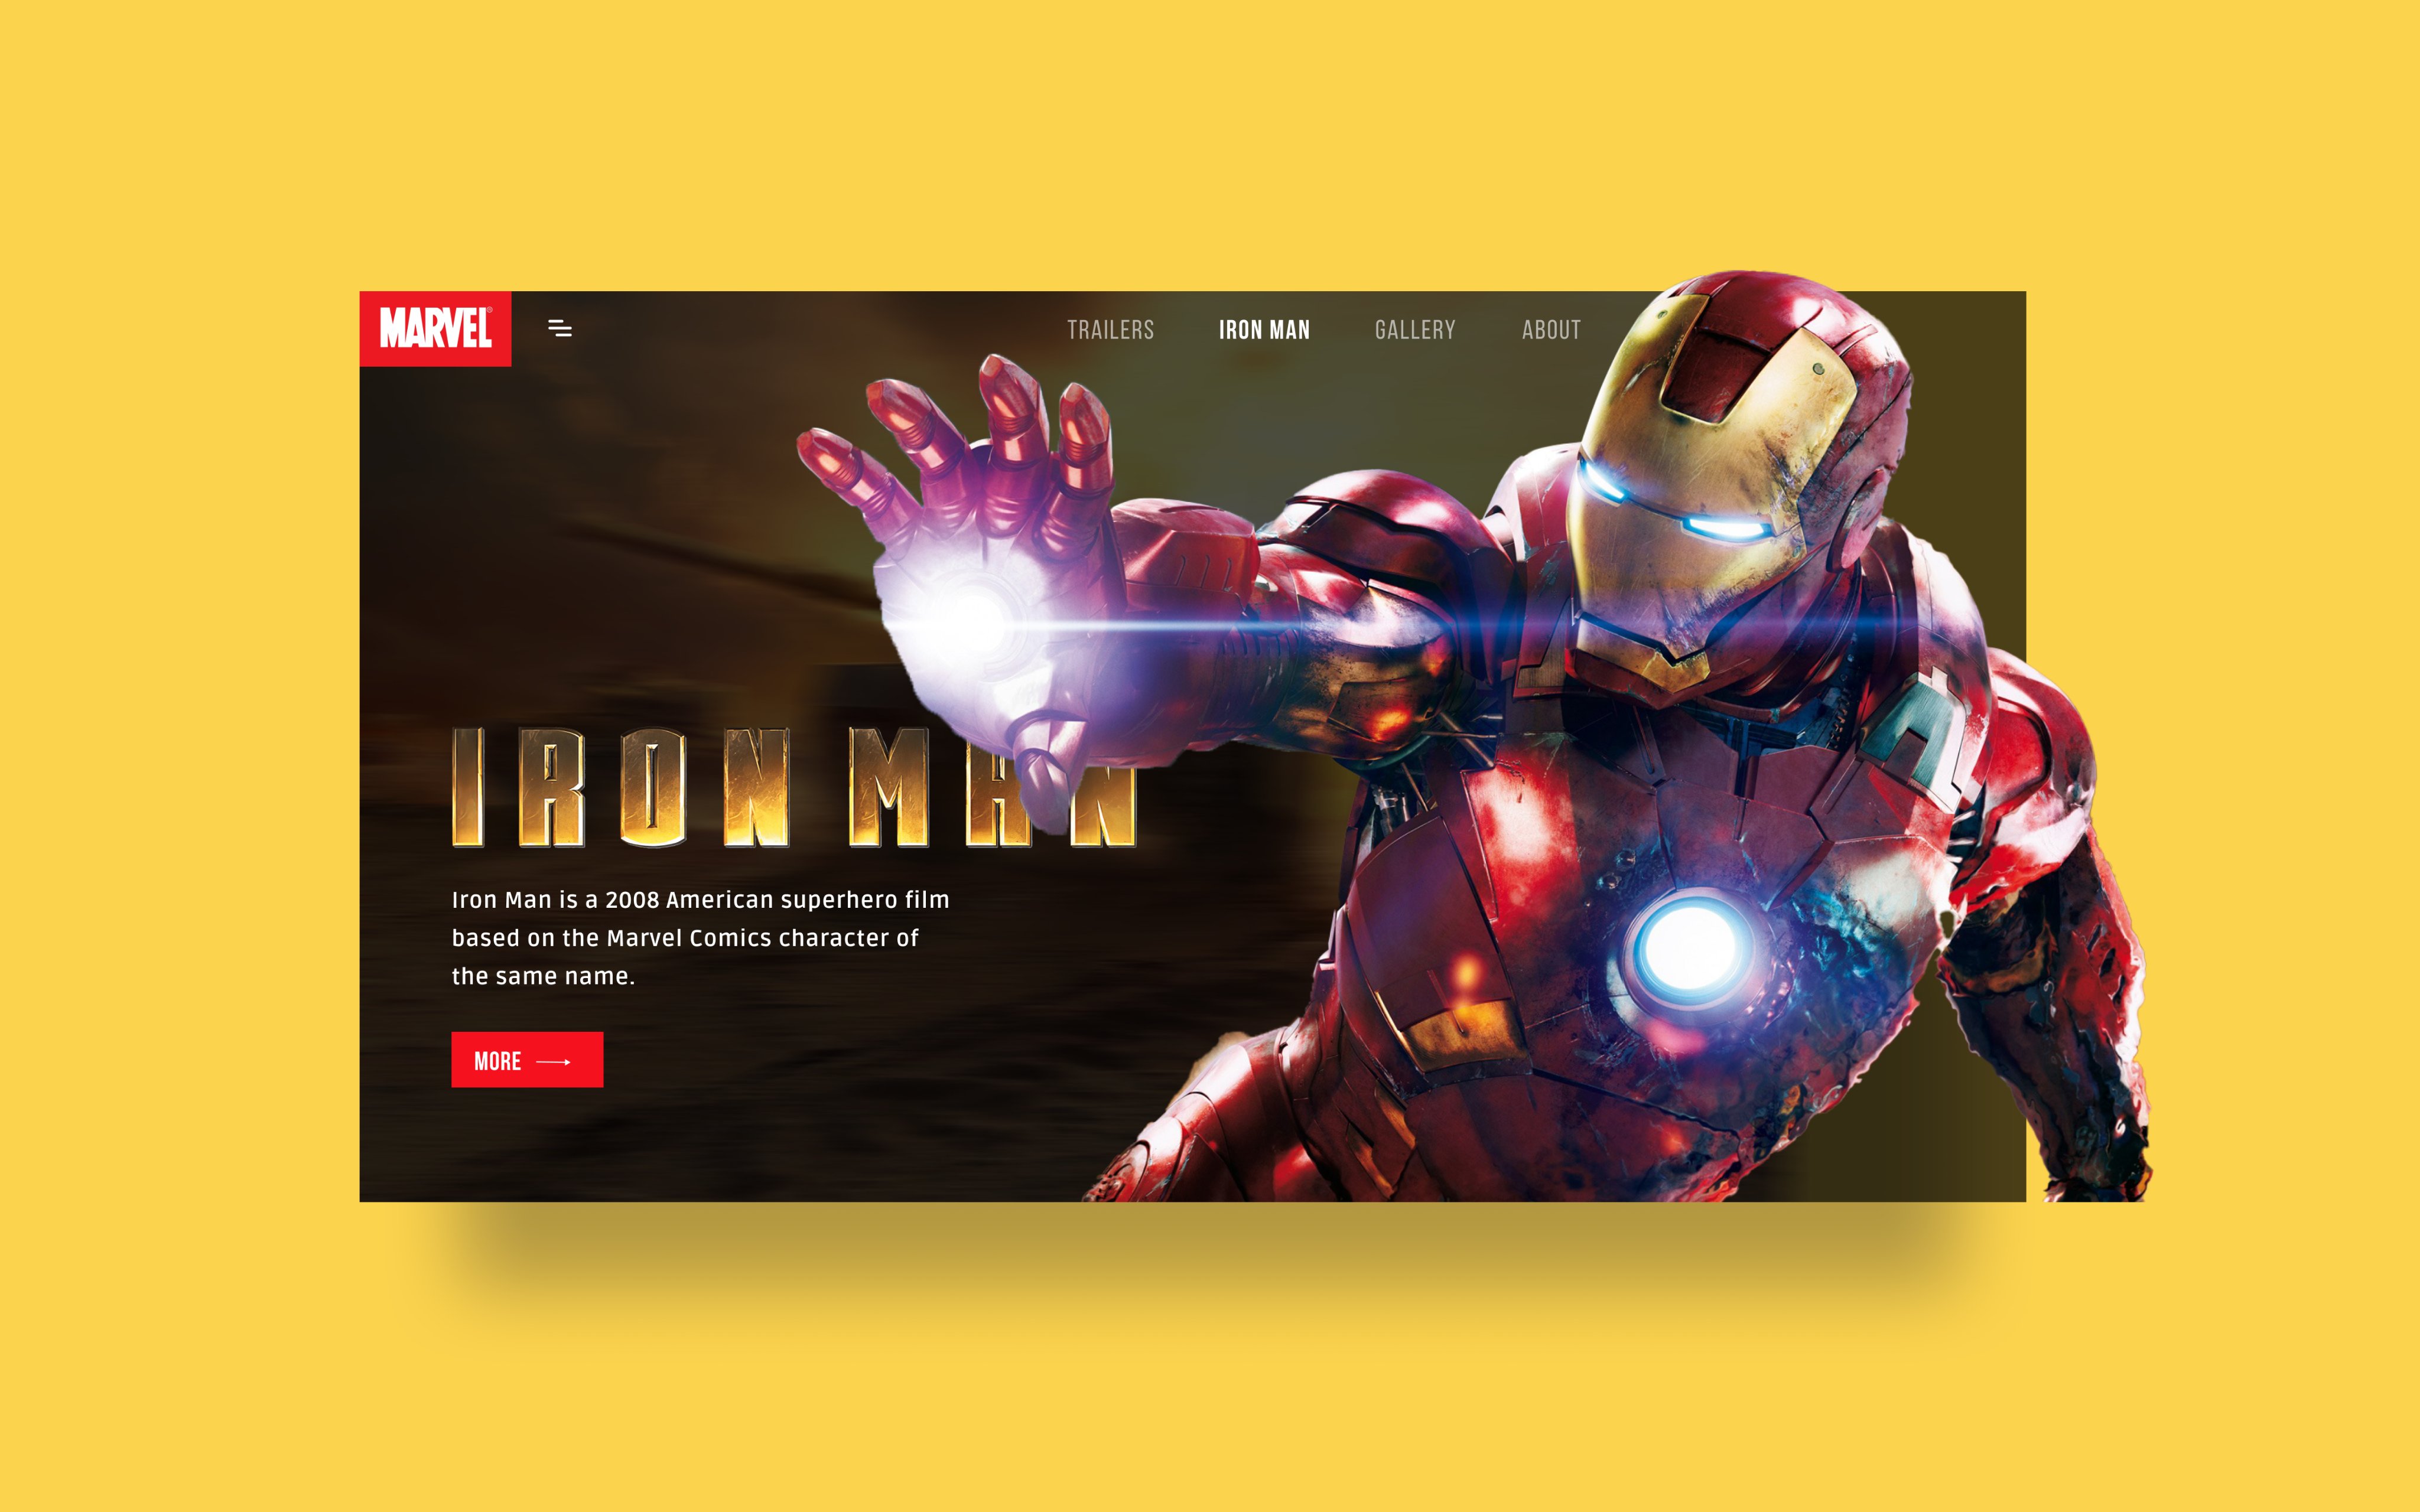 MARVEL®
TRAILERS IRON MAN GALLERY ABOUT
IRON MAN
Iron Man is a 2008 American superhero film
based on the Marvel Comics character of
the same name.
MORE